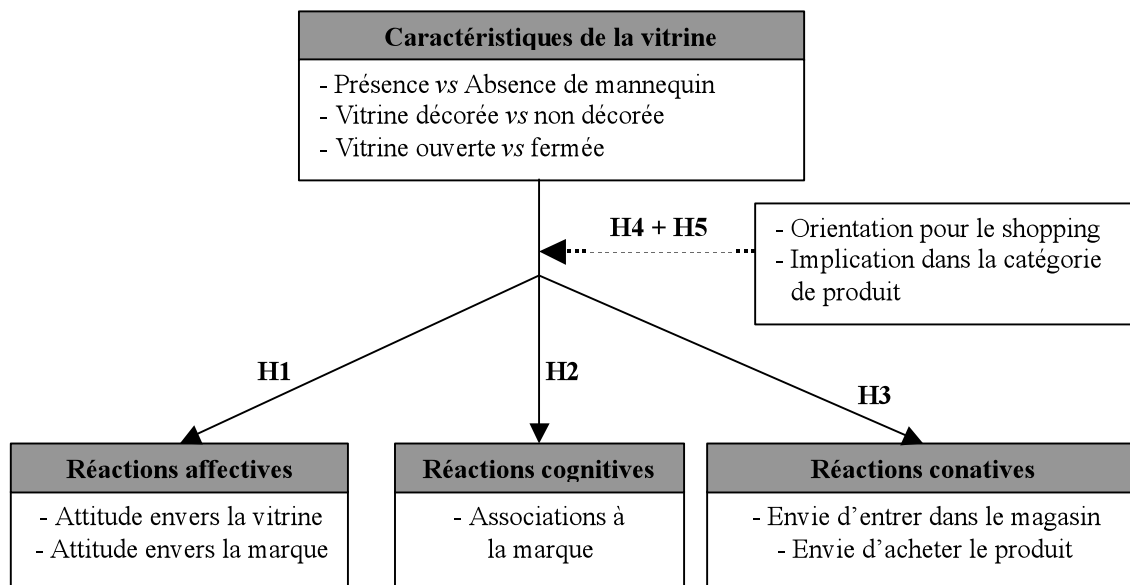 Caractéristiques de la vitrine
- Présence vs Absence de mannequin
- Vitrine décorée vs non décorée
- Vitrine ouverte vs fermée
H4 + H5
- Orientation pour le shopping
- Implication dans la catégorie
de produit
H1
H2
H3
Réactions affectives
- Attitude envers la vitrine
- Attitude envers la marque
Réactions cognitives
- Associations à
la marque
Réactions conatives
- Envie d’entrer dans le magasin
- Envie d’acheter le produit